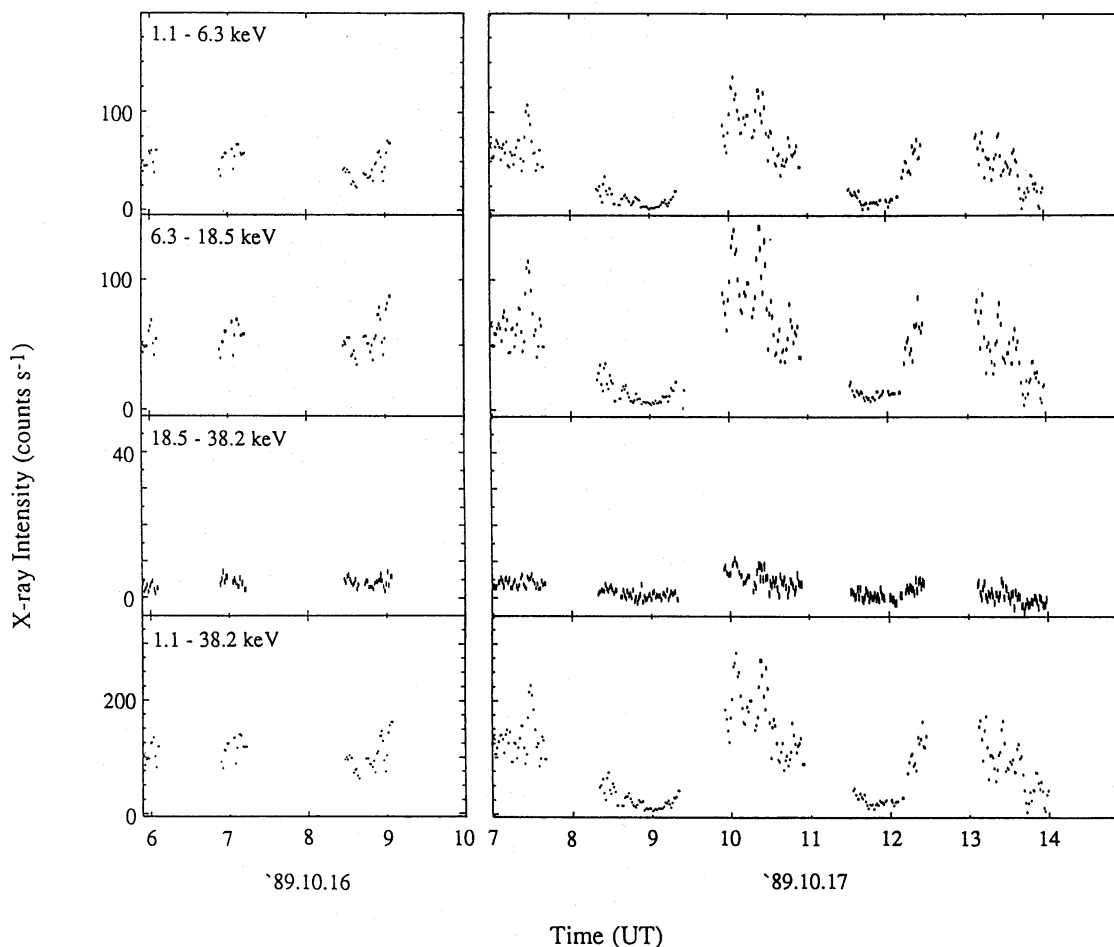 1.1 - 6.3 keV
100
0
6.3 - 18.5 keV
100
0
18.5 - 38.2 keV
40
0
1.1 - 38.2 keV
200
0
X-ray Intensity (counts s⁻¹)
6 7 8 9 10 7 8 9 10 11 12 13 14
`89.10.16 `89.10.17
Time (UT)